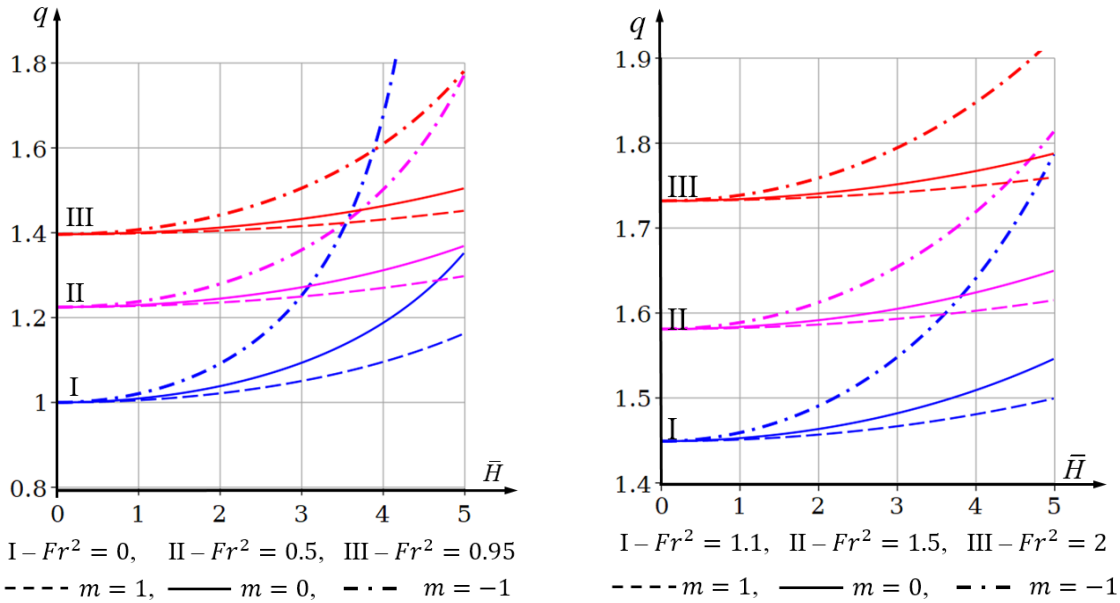 q
1.8
1.6
1.4
1.2
1
0.8
III
II
I
H̅
0 1 2 3 4 5
I – Fr² = 0, II – Fr² = 0.5, III – Fr² = 0.95
m = 1, m = 0, m = −1
q
1.9
1.8
1.7
1.6
1.5
1.4
III
II
I
H̅
0 1 2 3 4 5
I – Fr² = 1.1, II – Fr² = 1.5, III – Fr² = 2
m = 1, m = 0, m = −1